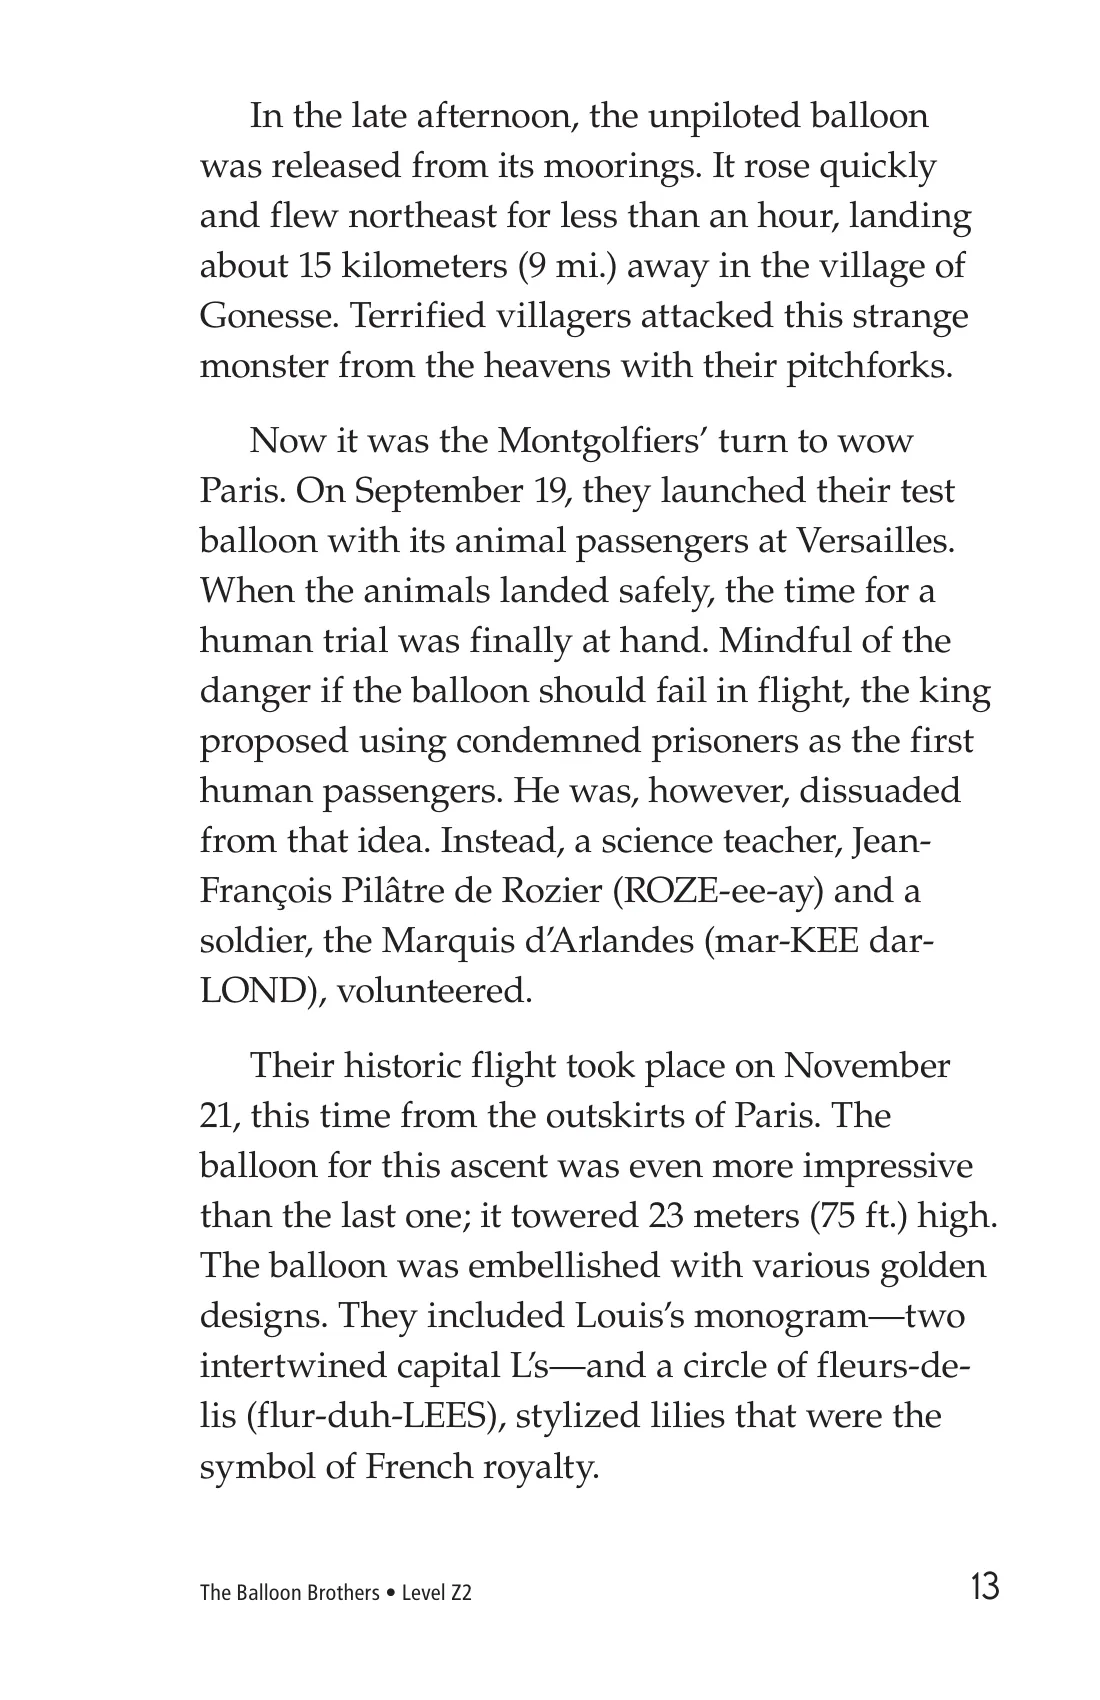 In the late afternoon, the unpiloted balloon
was released from its moorings. It rose quickly
and flew northeast for less than an hour, landing
about 15 kilometers (9 mi.) away in the village of
Gonesse. Terrified villagers attacked this strange
monster from the heavens with their pitchforks.
Now it was the Montgolfiers’ turn to wow
Paris. On September 19, they launched their test
balloon with its animal passengers at Versailles.
When the animals landed safely, the time for a
human trial was finally at hand. Mindful of the
danger if the balloon should fail in flight, the king
proposed using condemned prisoners as the first
human passengers. He was, however, dissuaded
from that idea. Instead, a science teacher, Jean-
François Pilâtre de Rozier (ROZE-ee-ay) and a
soldier, the Marquis d’Arlandes (mar-KEE dar-
LOND), volunteered.
Their historic flight took place on November
21, this time from the outskirts of Paris. The
balloon for this ascent was even more impressive
than the last one; it towered 23 meters (75 ft.) high.
The balloon was embellished with various golden
designs. They included Louis’s monogram—two
intertwined capital L’s—and a circle of fleurs-de-
lis (flur-duh-LEES), stylized lilies that were the
symbol of French royalty.
The Balloon Brothers • Level Z2
13